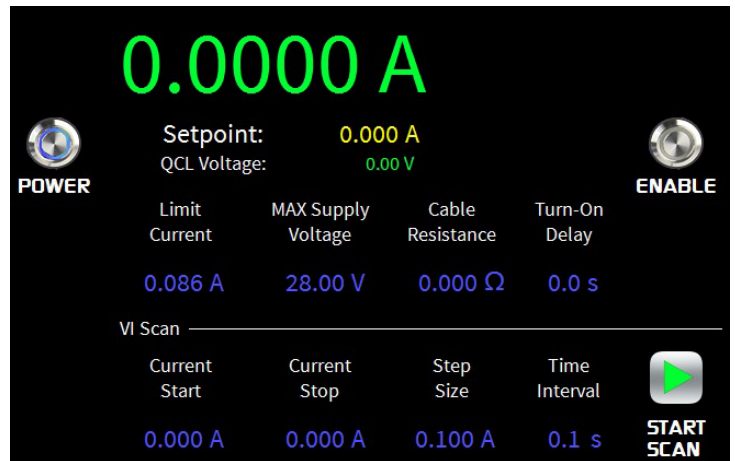 0.0000 A
Setpoint: 0.000 A
QCL Voltage: 0.00 V
POWER
ENABLE
Limit Current MAX Supply Voltage Cable Resistance Turn-On Delay
0.086 A 28.00 V 0.000 Ω 0.0 s
VI Scan
Current Start Current Stop Step Size Time Interval
0.000 A 0.000 A 0.100 A 0.1 s
START
SCAN